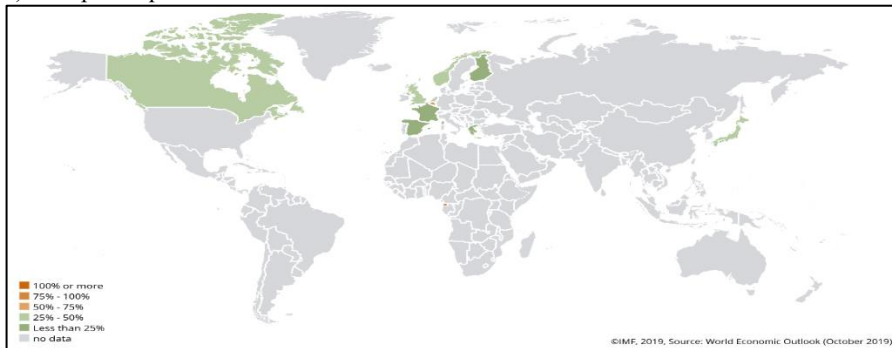 100% or more
75% - 100%
50% - 75%
25% - 50%
Less than 25%
no data
©IMF, 2019, Source: World Economic Outlook (October 2019)